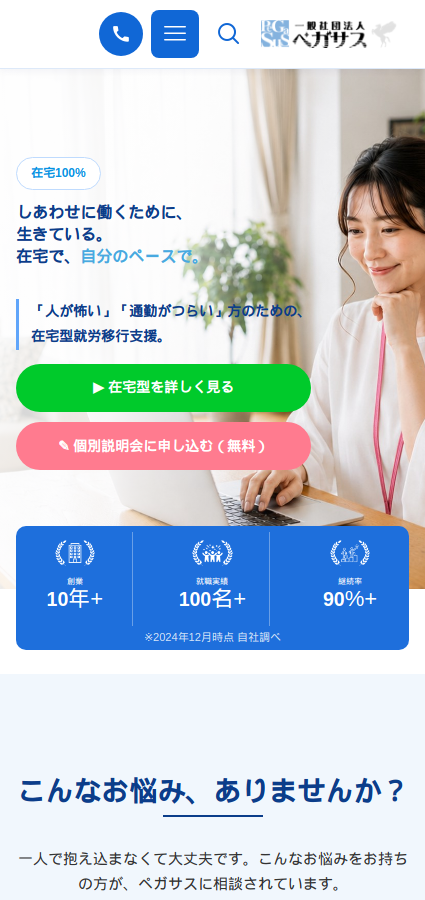 一般社団法人
ペガサス
在宅100%
しあわせに働くために、
生きている。
在宅で、自分のペースで。
「人が怖い」「通勤がつらい」方のための、
在宅型就労移行支援。
▶ 在宅型を詳しく見る
✎ 個別説明会に申し込む（無料）
創業
10年+
就職実績
100名+
継続率
90%+
※2024年12月時点 自社調べ
こんなお悩み、ありませんか？
一人で抱え込まなくて大丈夫です。こんなお悩みをお持ち
の方が、ペガサスに相談されています。